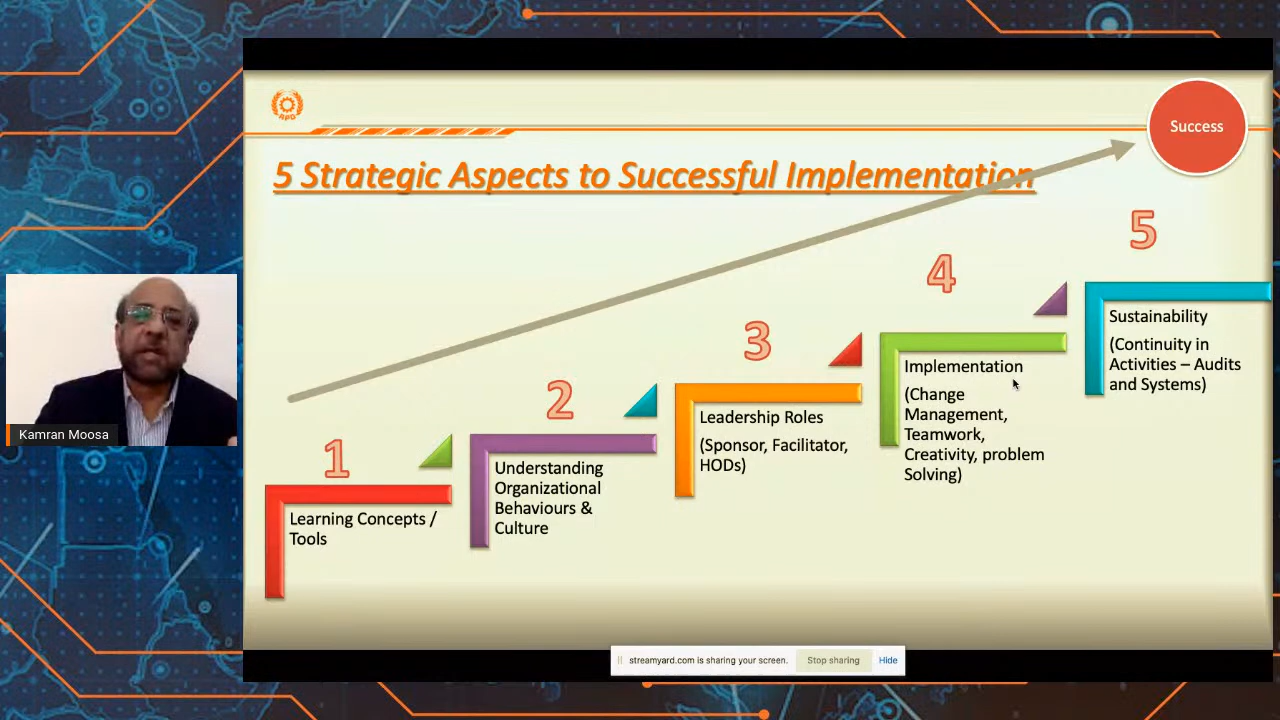 APO
Success
5 Strategic Aspects to Successful Implementation
1
Learning Concepts /
Tools
2
Understanding
Organizational
Behaviours &
Culture
3
Leadership Roles
(Sponsor, Facilitator,
HODs)
4
Implementation
(Change
Management,
Teamwork,
Creativity, problem
Solving)
5
Sustainability
(Continuity in
Activities – Audits
and Systems)
Kamran Moosa
streamyard.com is sharing your screen. Stop sharing Hide